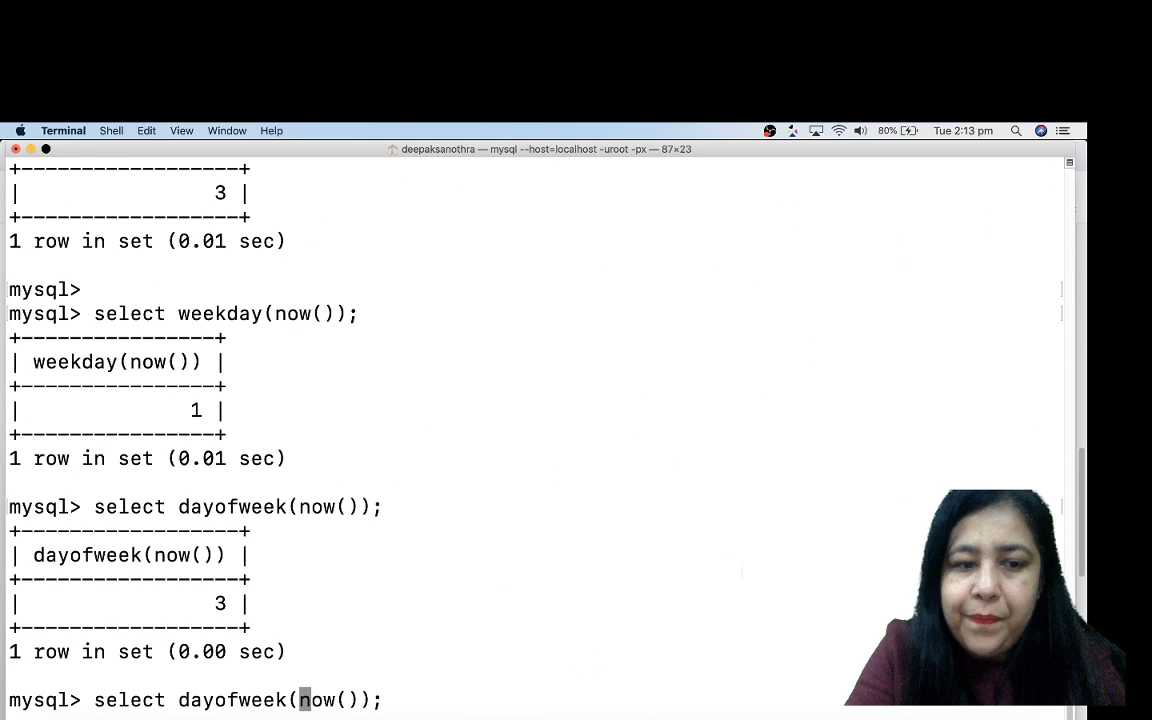 Terminal Shell Edit View Window Help 80% Tue 2:13 pm
deepaksanothra — mysql --host=localhost -uroot -px — 87×23
+------------------+
|                3 |
+------------------+
1 row in set (0.01 sec)
mysql>
mysql> select weekday(now());
+----------------+
| weekday(now()) |
+----------------+
|              1 |
+----------------+
1 row in set (0.01 sec)
mysql> select dayofweek(now());
+------------------+
| dayofweek(now()) |
+------------------+
|                3 |
+------------------+
1 row in set (0.00 sec)
mysql> select dayofweek(now());